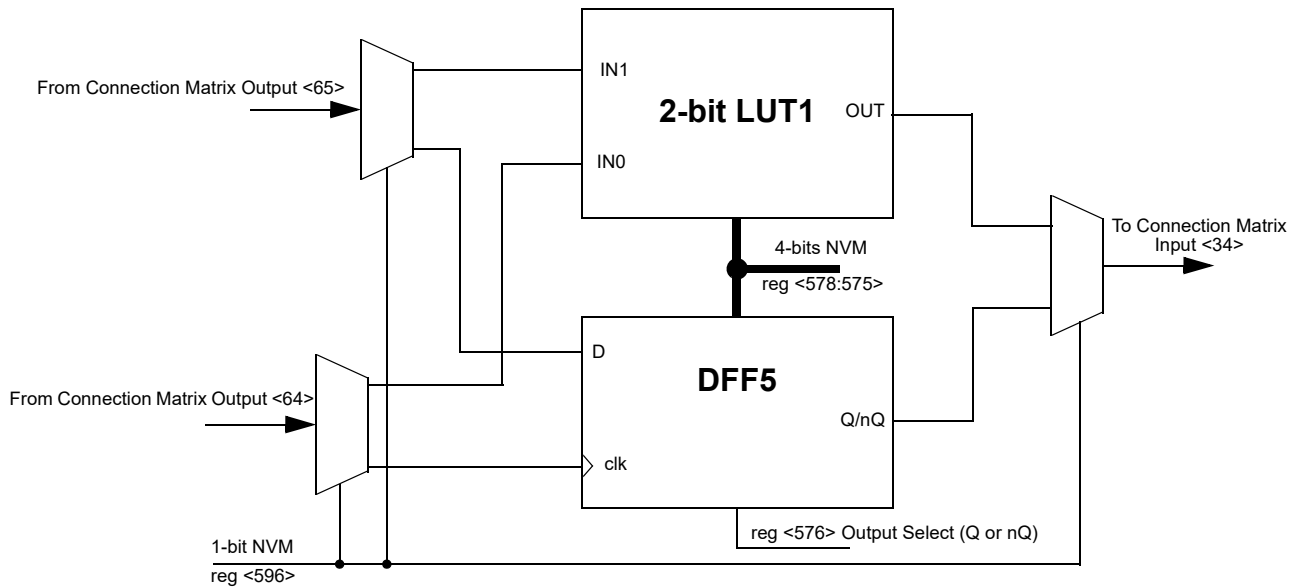 From Connection Matrix Output <65>
IN1
2-bit LUT1
OUT
IN0
To Connection Matrix
Input <34>
4-bits NVM
reg <578:575>
D
DFF5
From Connection Matrix Output <64>
Q/nQ
clk
reg <576> Output Select (Q or nQ)
1-bit NVM
reg <596>